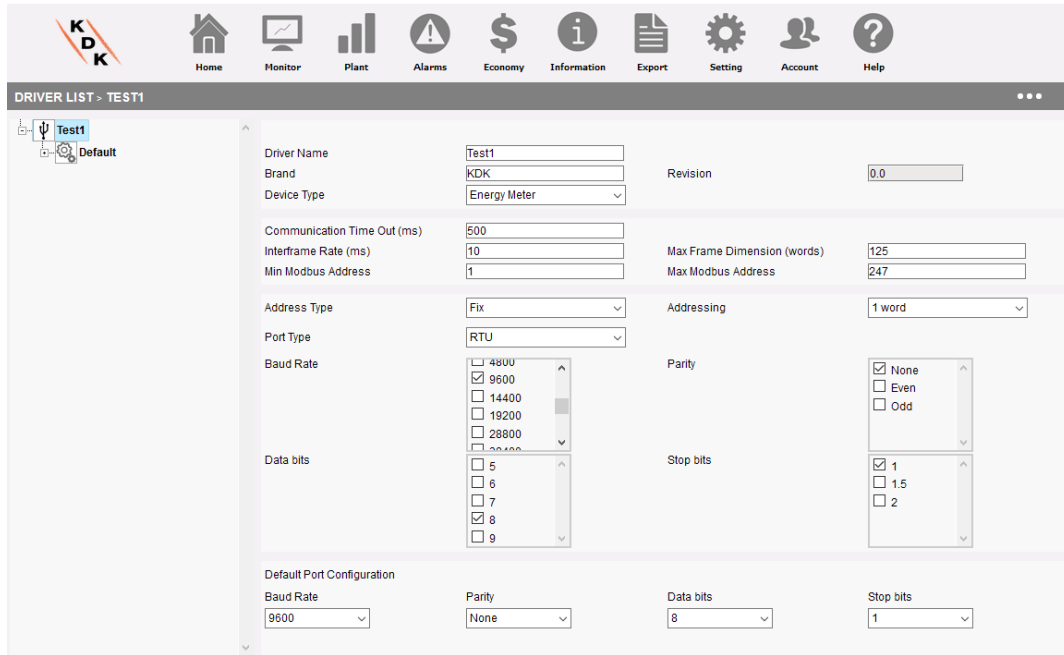 K
D
K
Home Monitor Plant Alarms Economy Information Export Setting Account Help
DRIVER LIST > TEST1
Test1
Default
Driver Name Test1
Brand KDK Revision 0.0
Device Type Energy Meter
Communication Time Out (ms) 500
Interframe Rate (ms) 10 Max Frame Dimension (words) 125
Min Modbus Address 1 Max Modbus Address 247
Address Type Fix Addressing 1 word
Port Type RTU
Baud Rate
4800
9600
14400
19200
28800
38400
Parity
None
Even
Odd
Data bits
5
6
7
8
9
Stop bits
1
1.5
2
Default Port Configuration
Baud Rate Parity Data bits Stop bits
9600 None 8 1